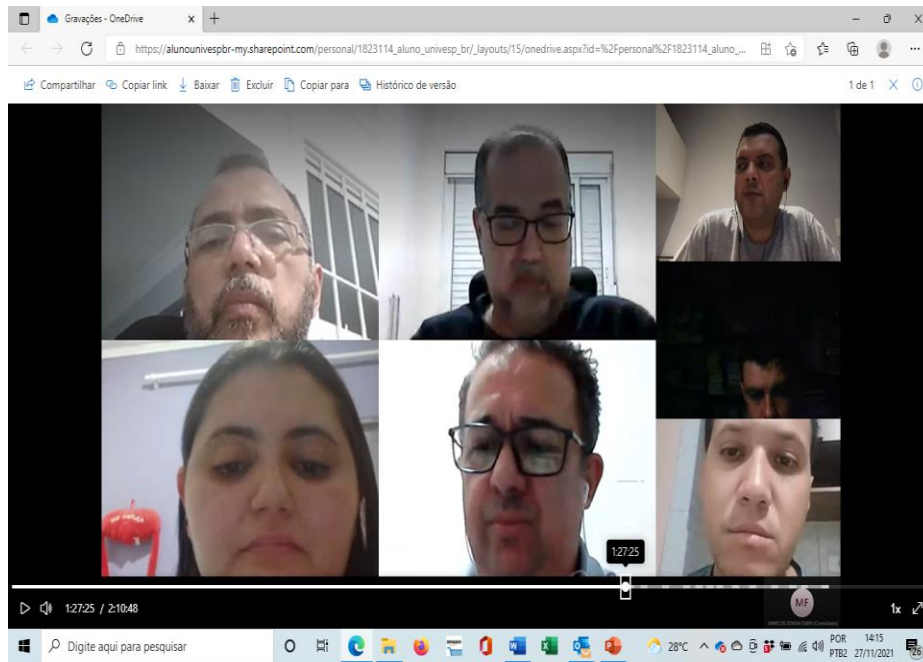 Gravações - OneDrive
https://alunounivespbr-my.sharepoint.com/personal/1823114_aluno_univesp_br/_layouts/15/onedrive.aspx?id=%2Fpersonal%2F1823114_aluno_...
Compartilhar Copiar link Baixar Excluir Copiar para Histórico de versão 1 de 1
1:27:25
1:27:25 / 2:10:48 MF 1x
Digite aqui para pesquisar 28°C POR 14:15
PTB2 27/11/2021